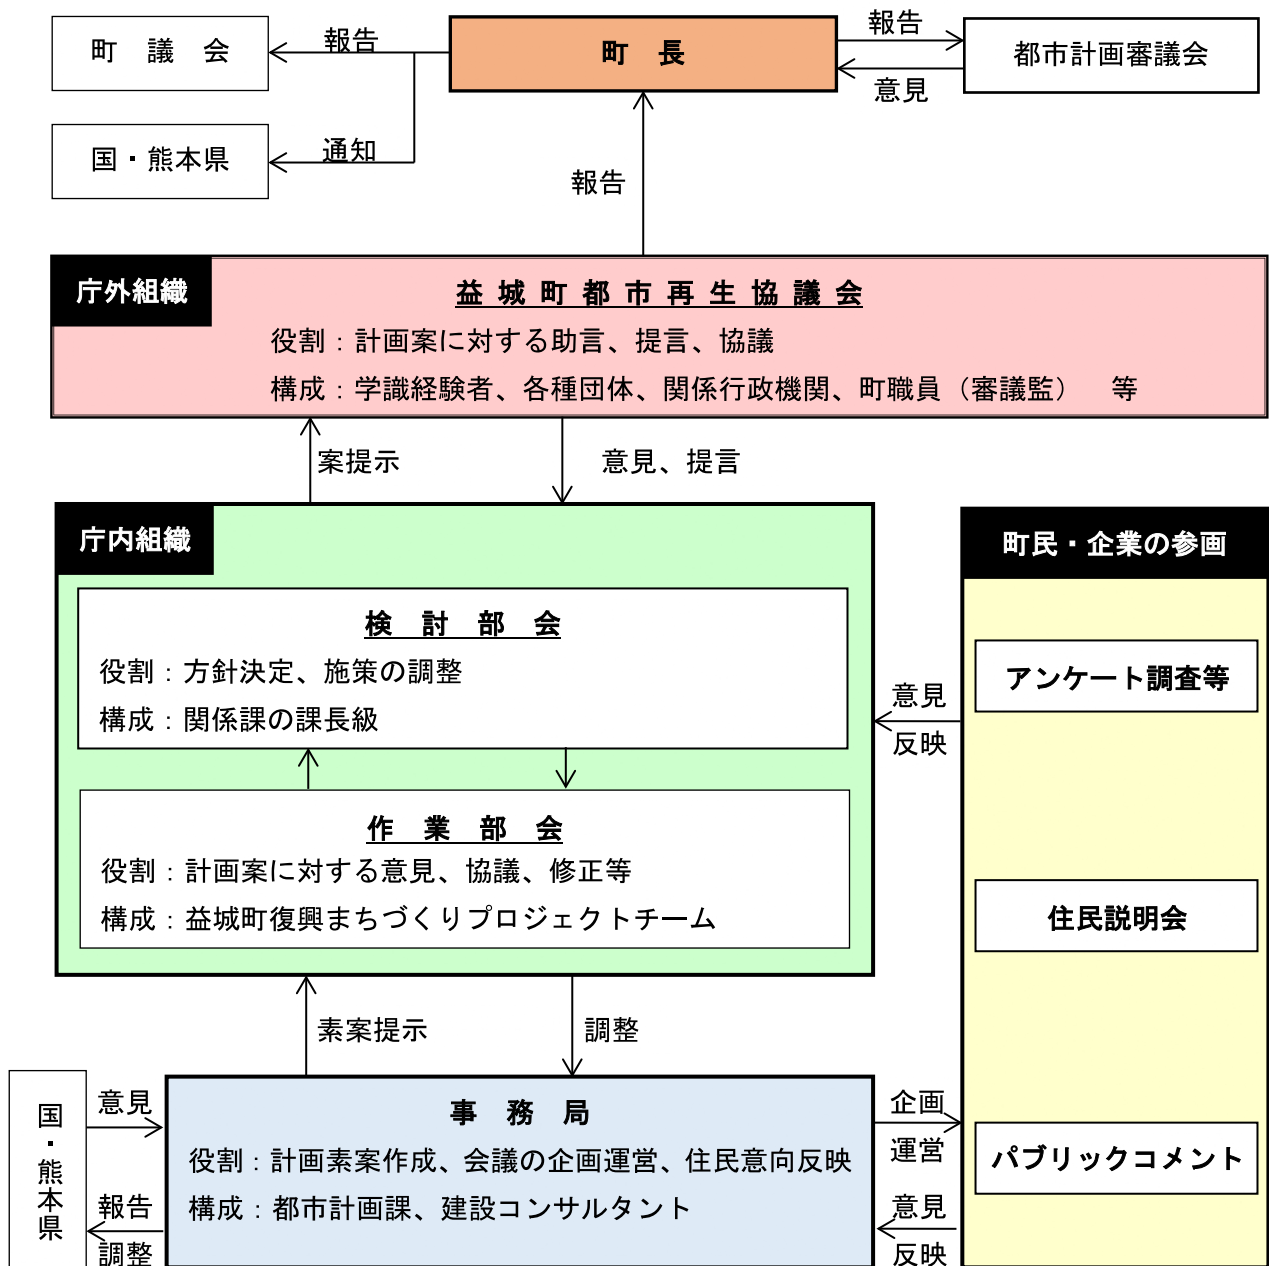 町　議　会
報告
町　長
報告
意見
都市計画審議会
国・熊本県
通知
報告
庁外組織
益城町都市再生協議会
役割：計画案に対する助言、提言、協議
構成：学識経験者、各種団体、関係行政機関、町職員（審議監）　等
案提示
意見、提言
庁内組織
検　討　部　会
役割：方針決定、施策の調整
構成：関係課の課長級
作　業　部　会
役割：計画案に対する意見、協議、修正等
構成：益城町復興まちづくりプロジェクトチーム
意見
反映
町民・企業の参画
アンケート調査等
住民説明会
パブリックコメント
素案提示
調整
国・熊本県
意見
報告
調整
事　務　局
役割：計画素案作成、会議の企画運営、住民意向反映
構成：都市計画課、建設コンサルタント
企画
運営
意見
反映